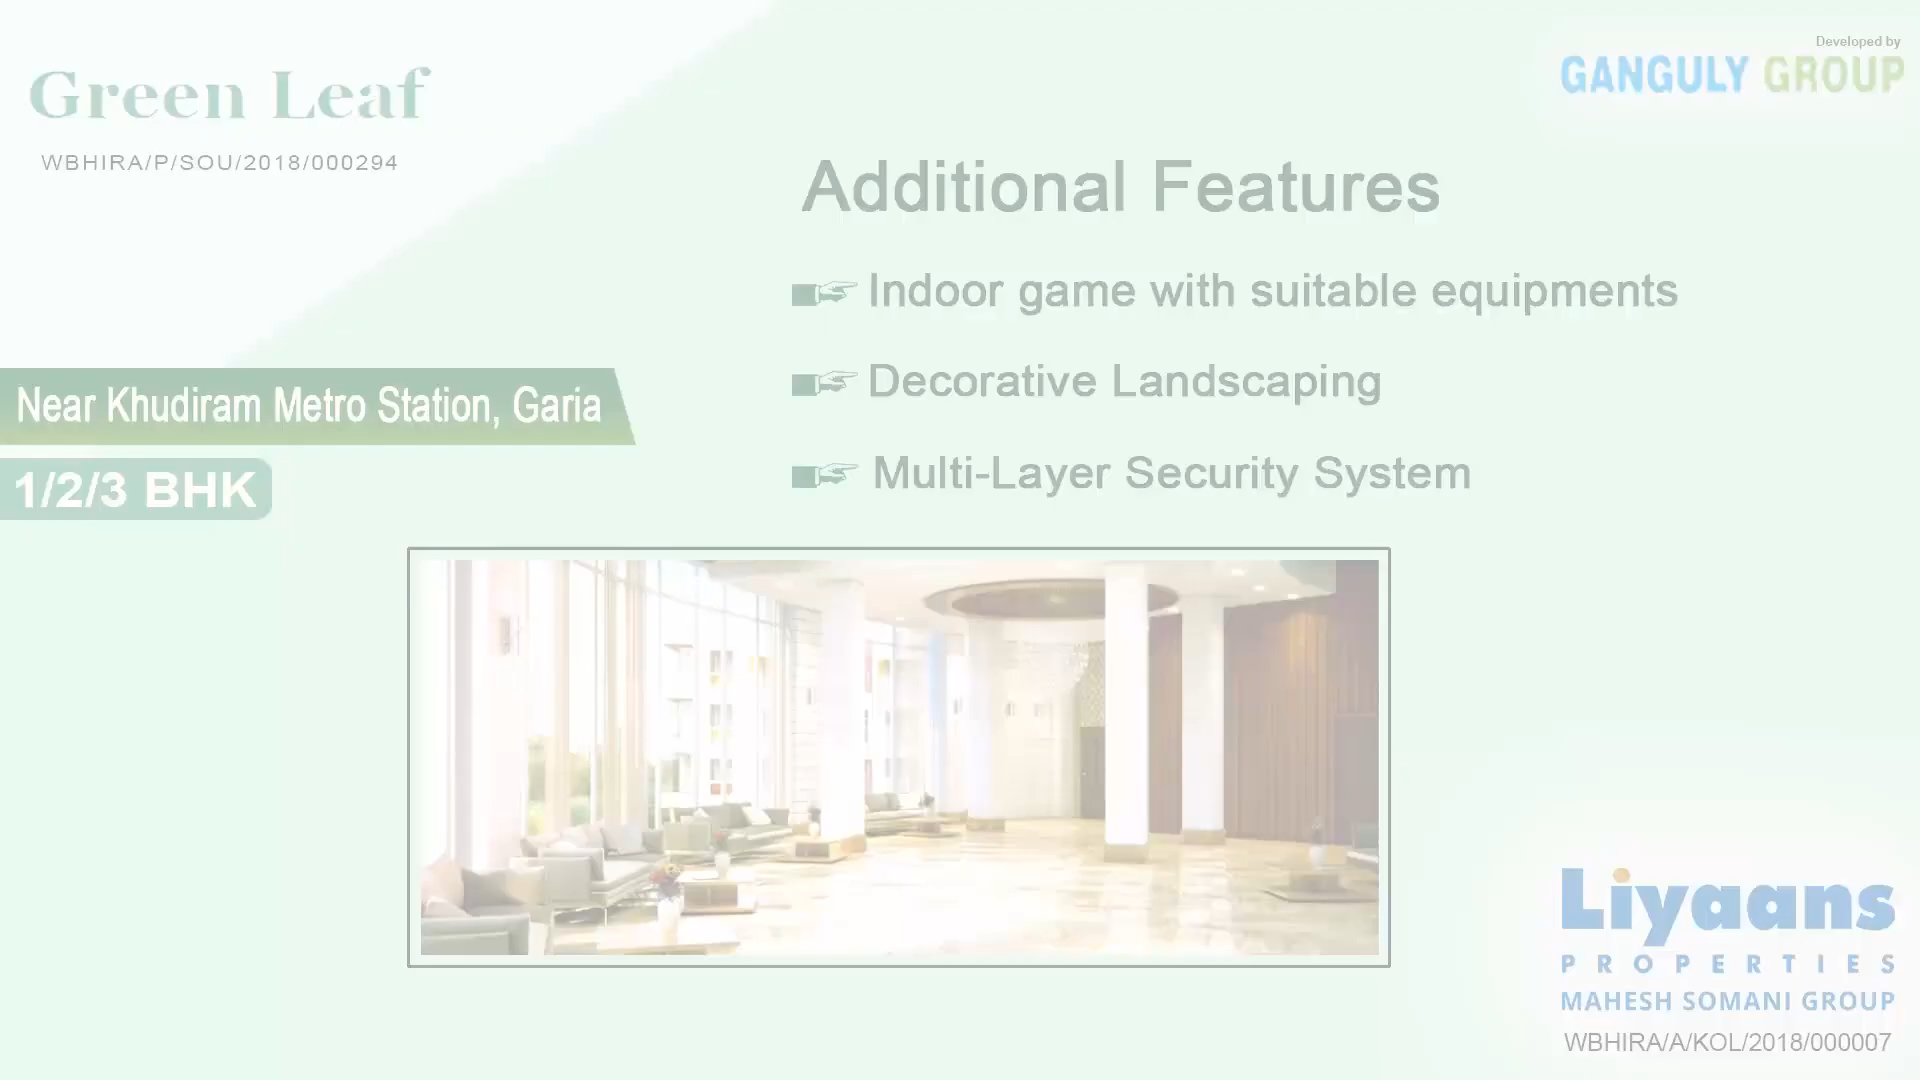 Green Leaf
WBHIRA/P/SOU/2018/000294
Developed by
GANGULY GROUP
Additional Features
Indoor game with suitable equipments
Decorative Landscaping
Multi-Layer Security System
Near Khudiram Metro Station, Garia
1/2/3 BHK
Liyaans
PROPERTIES
MAHESH SOMANI GROUP
WBHIRA/A/KOL/2018/000007